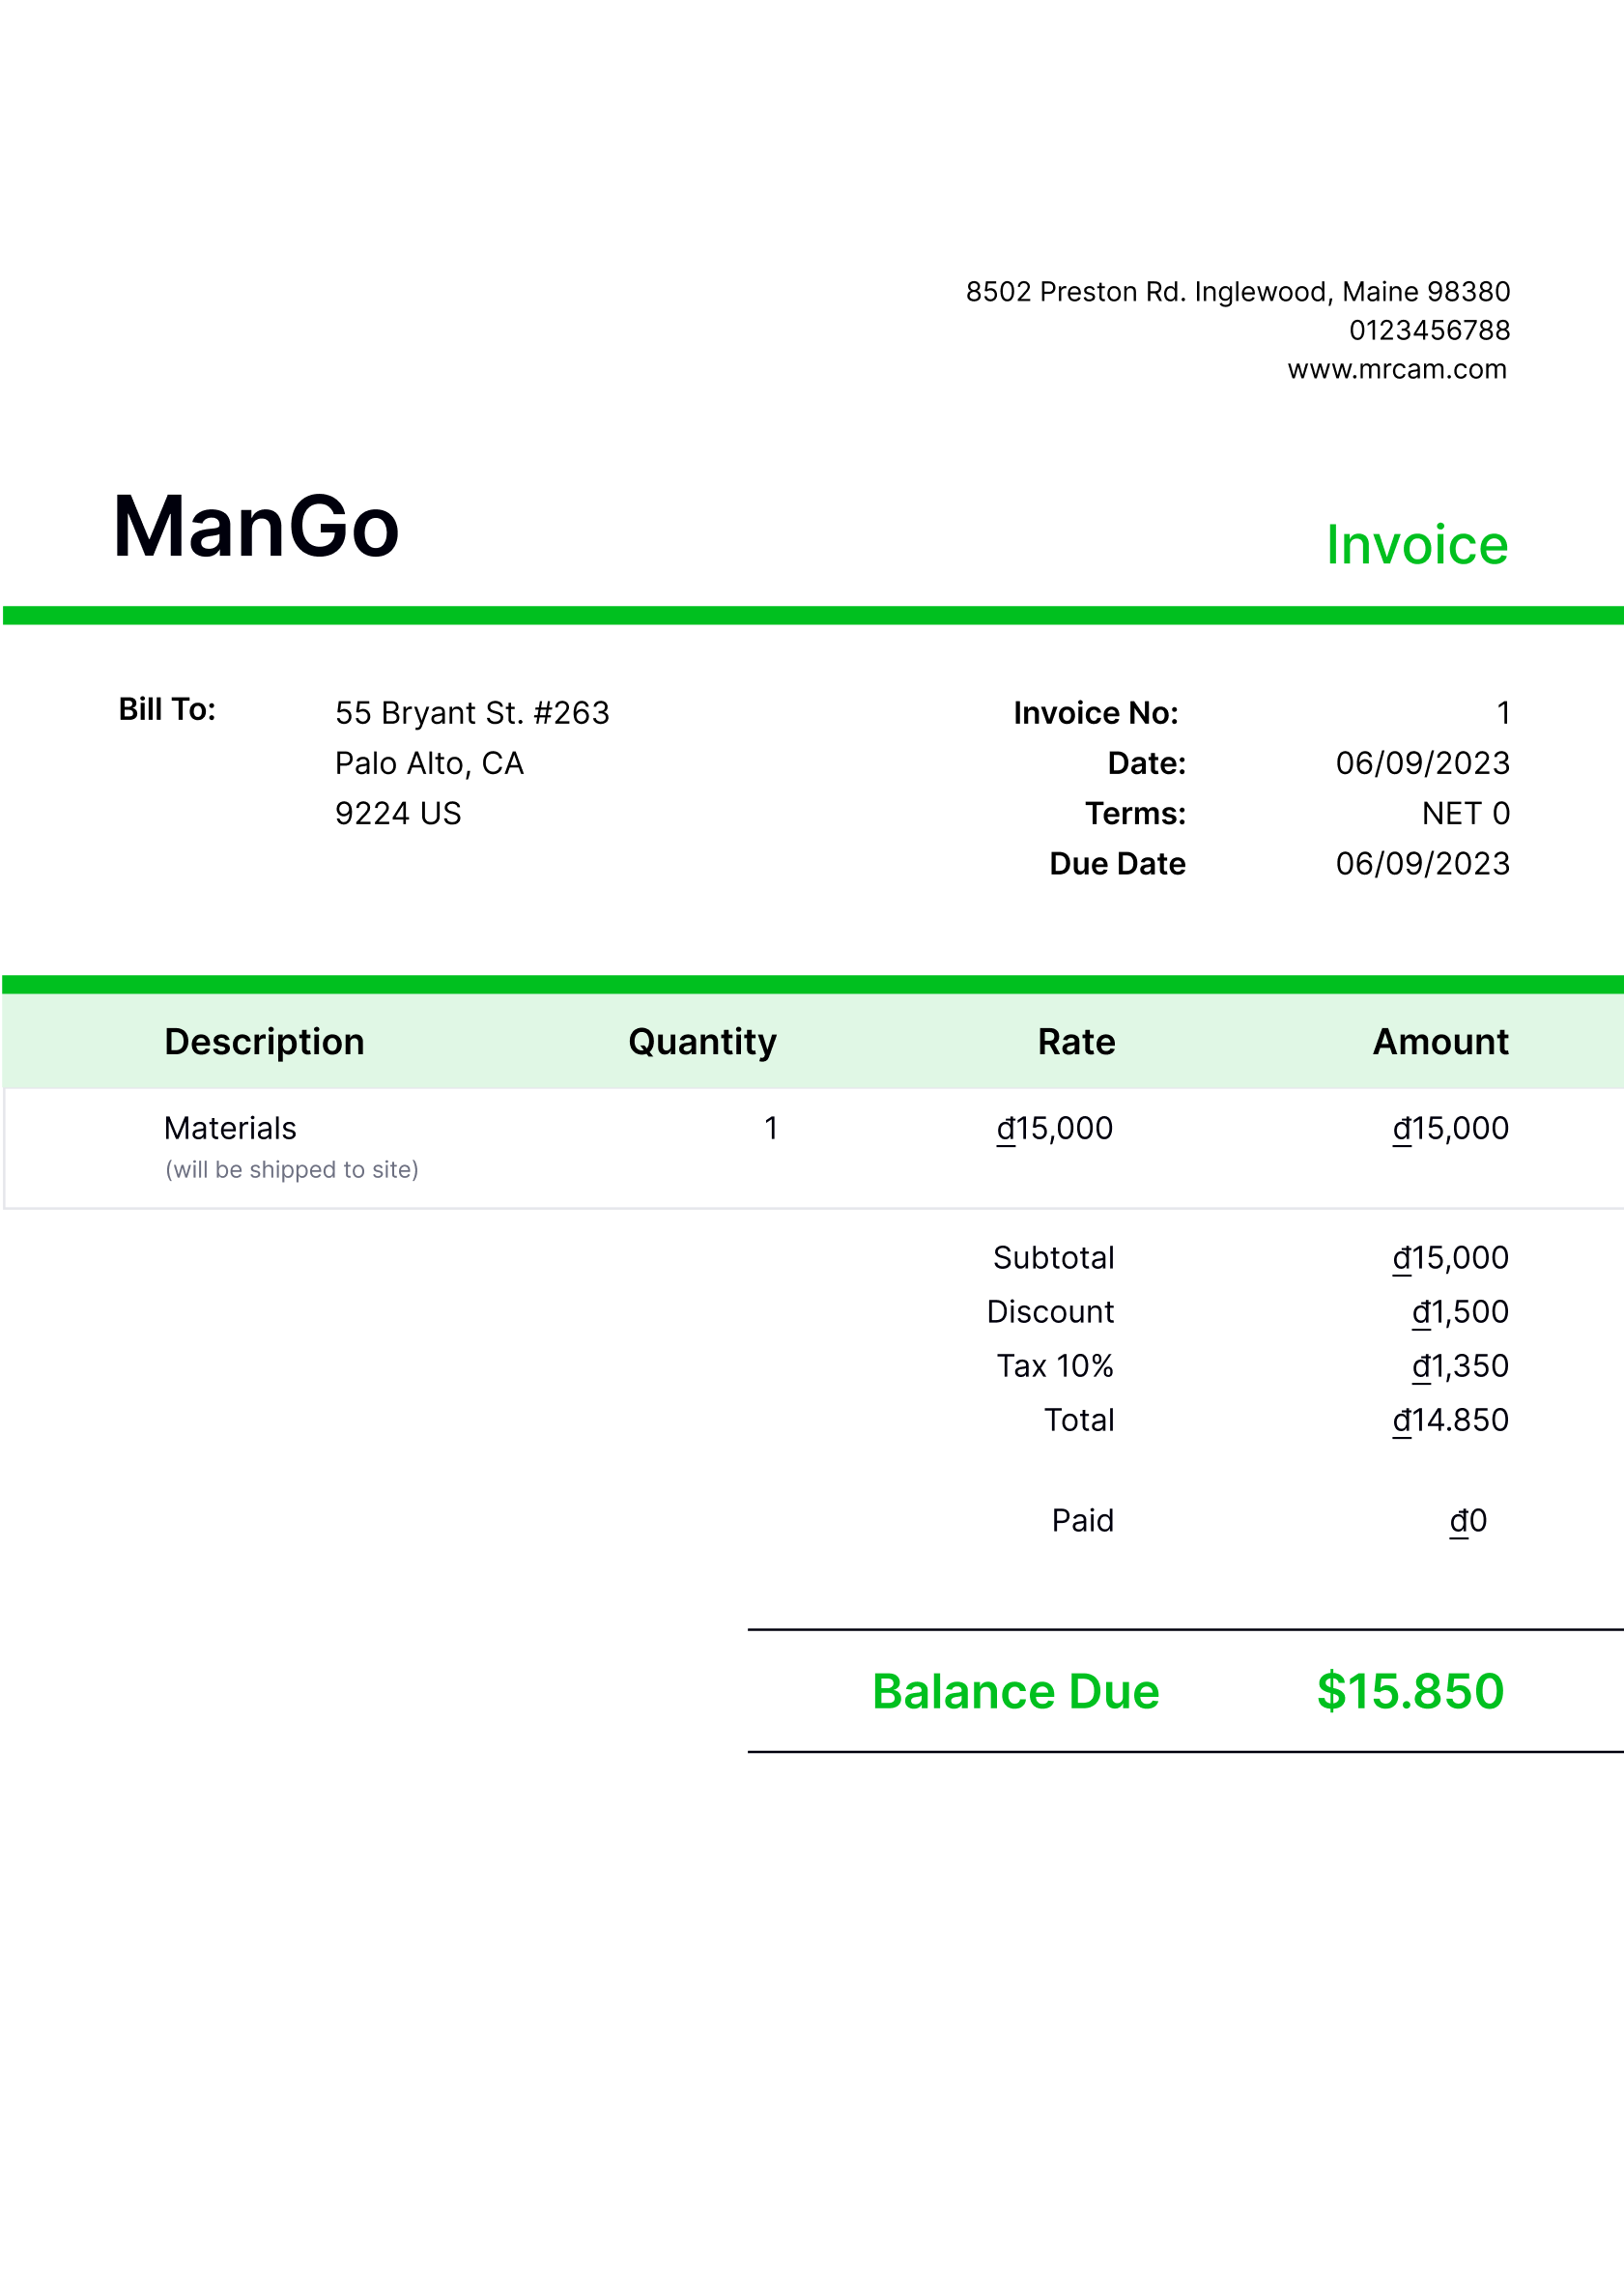 8502 Preston Rd. Inglewood, Maine 98380
0123456788
www.mrcam.com
ManGo Invoice
Bill To: 55 Bryant St. #263 Invoice No: 1
Palo Alto, CA Date: 06/09/2023
9224 US Terms: NET 0
Due Date 06/09/2023
Description Quantity Rate Amount
Materials 1 ₫15,000 ₫15,000
(will be shipped to site)
Subtotal ₫15,000
Discount ₫1,500
Tax 10% ₫1,350
Total ₫14.850
Paid ₫0
Balance Due $15.850